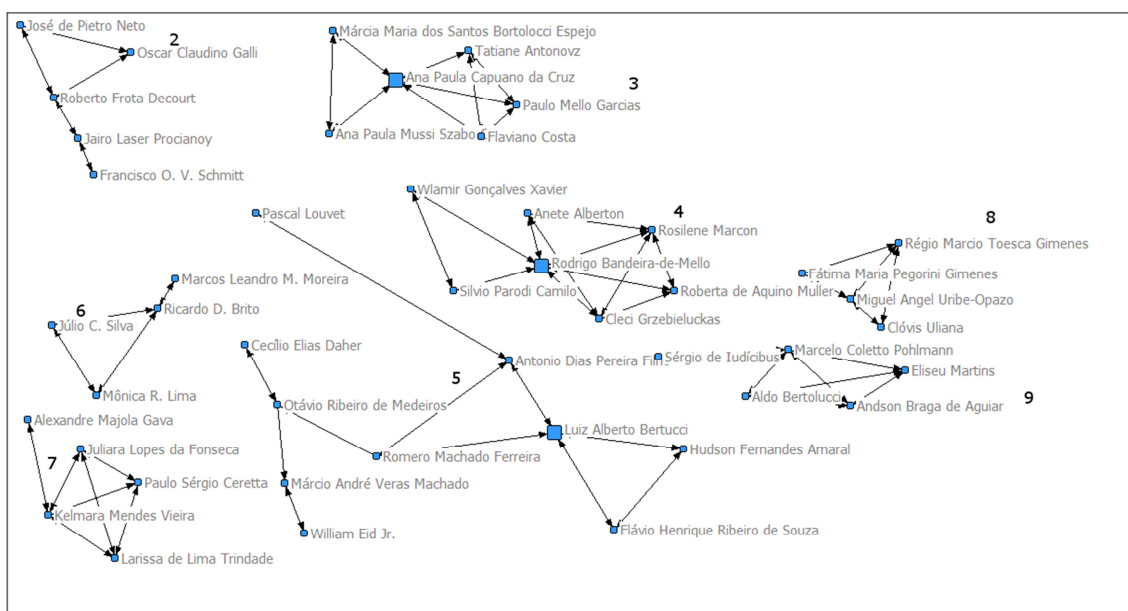 José de Pietro Neto
2
Oscar Claudino Galli
Roberto Frota Decourt
Jairo Laser Procianoy
Francisco O. V. Schmitt
Márcia Maria dos Santos Bortolocci Espejo
Tatiane Antonovz
Ana Paula Capuano da Cruz
3
Paulo Mello Garcias
Ana Paula Mussi Szabo
Flaviano Costa
Wlamir Gonçalves Xavier
Anete Alberton
4
Rosilene Marcon
Rodrigo Bandeira-de-Mello
Silvio Parodi Camilo
Roberta de Aquino Muller
Cleci Grzebieluckas
8
Régio Marcio Toesca Gimenes
Fátima Maria Pegorini Gimenes
Miguel Angel Uribe-Opazo
Clóvis Uliana
Pascal Louvet
Marcos Leandro M. Moreira
Ricardo D. Brito
6
Júlio C. Silva
Mônica R. Lima
Cecílio Elias Daher
5
Antonio Dias Pereira
Otávio Ribeiro de Medeiros
Luiz Alberto Bertucci
Romero Machado Ferreira
Hudson Fernandes Amaral
Márcio André Veras Machado
Flávio Henrique Ribeiro de Souza
William Eid Jr.
Sérgio de Iudícibus
Marcelo Coletto Pohlmann
Eliseu Martins
Aldo Bertolucci
Andson Braga de Aguiar
9
Alexandre Majola Gava
7
Juliara Lopes da Fonseca
Paulo Sérgio Ceretta
Kelmara Mendes Vieira
Larissa de Lima Trindade